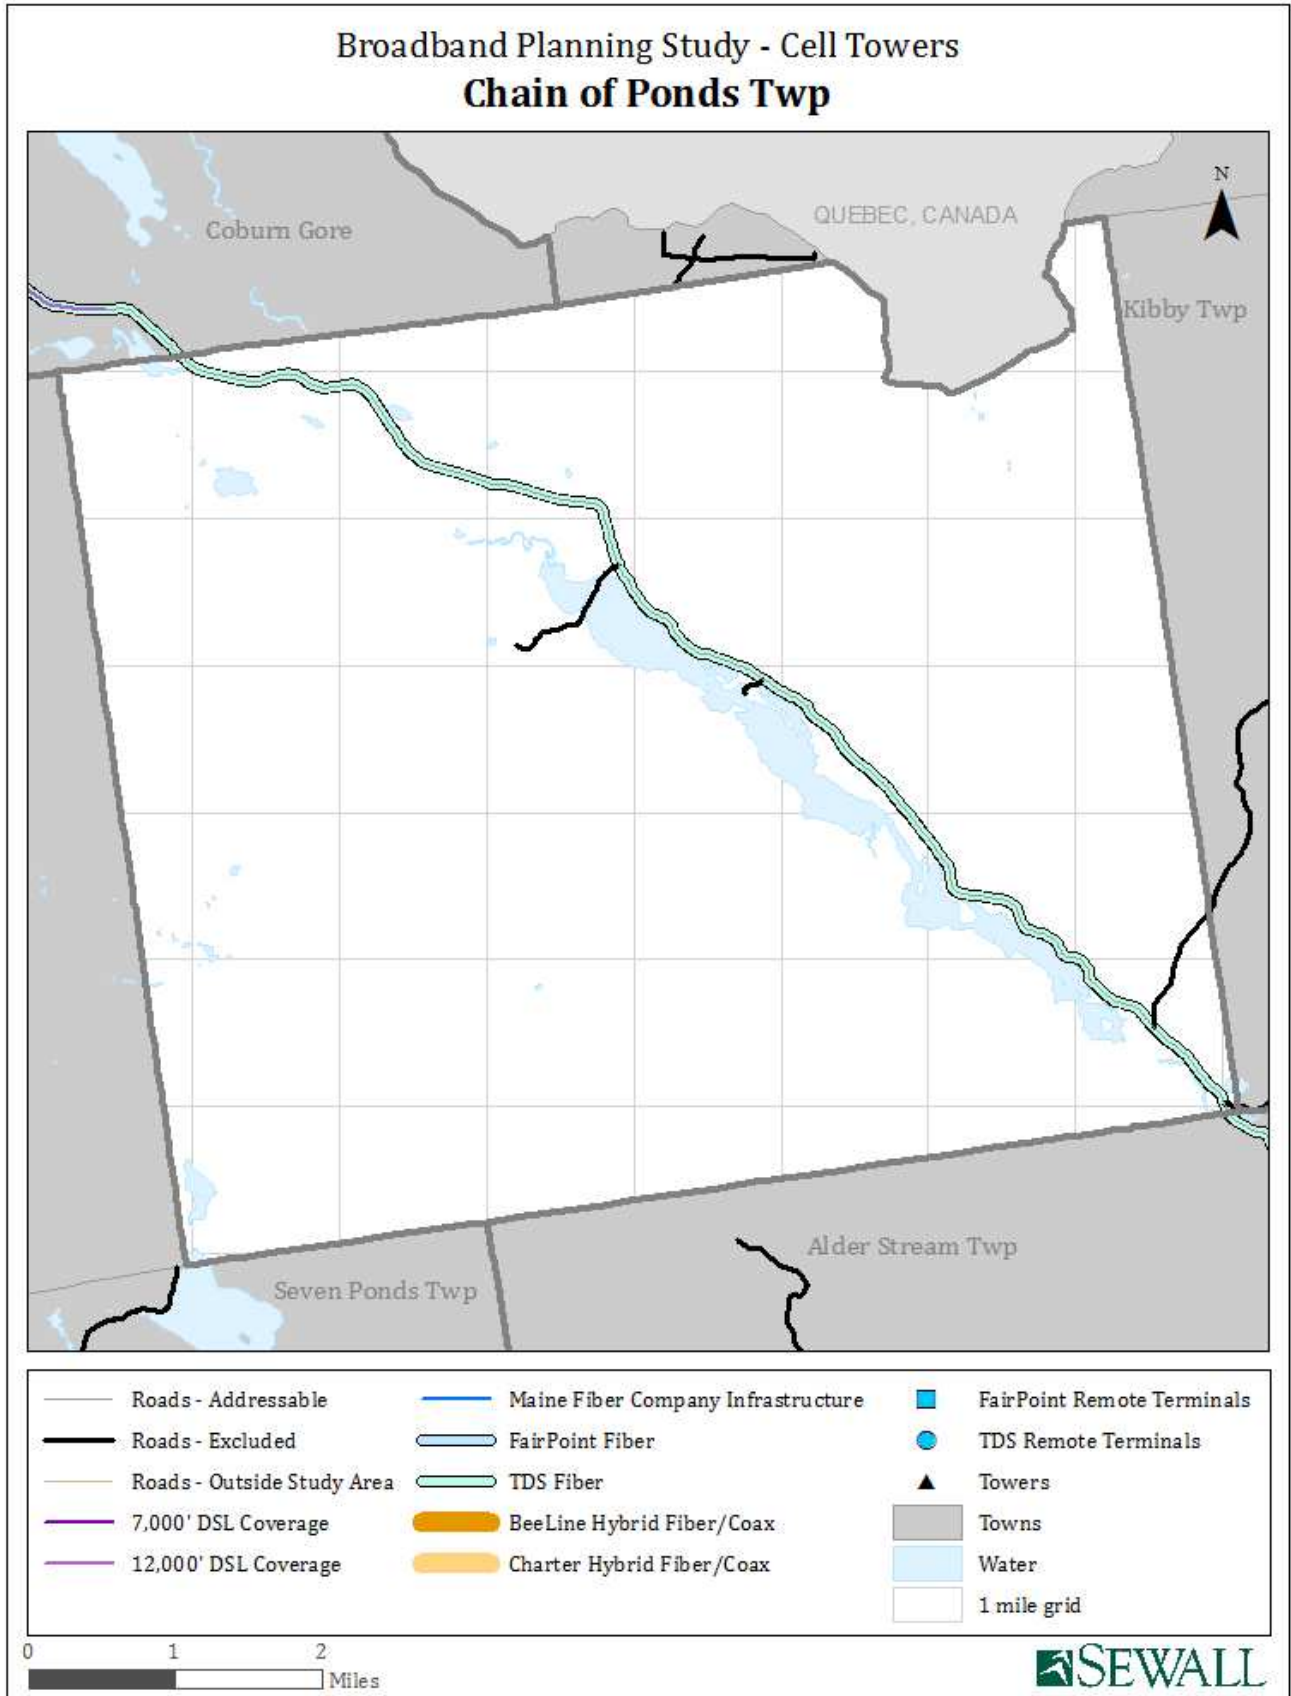 Broadband Planning Study - Cell Towers
Chain of Ponds Twp
N
QUEBEC, CANADA
Coburn Gore
Kibby Twp
Alder Stream Twp
Seven Ponds Twp
Roads - Addressable
Roads - Excluded
Roads - Outside Study Area
7,000' DSL Coverage
12,000' DSL Coverage
Maine Fiber Company Infrastructure
FairPoint Fiber
TDS Fiber
BeeLine Hybrid Fiber/Coax
Charter Hybrid Fiber/Coax
FairPoint Remote Terminals
TDS Remote Terminals
Towers
Towns
Water
1 mile grid
0 1 2
Miles
SEWALL